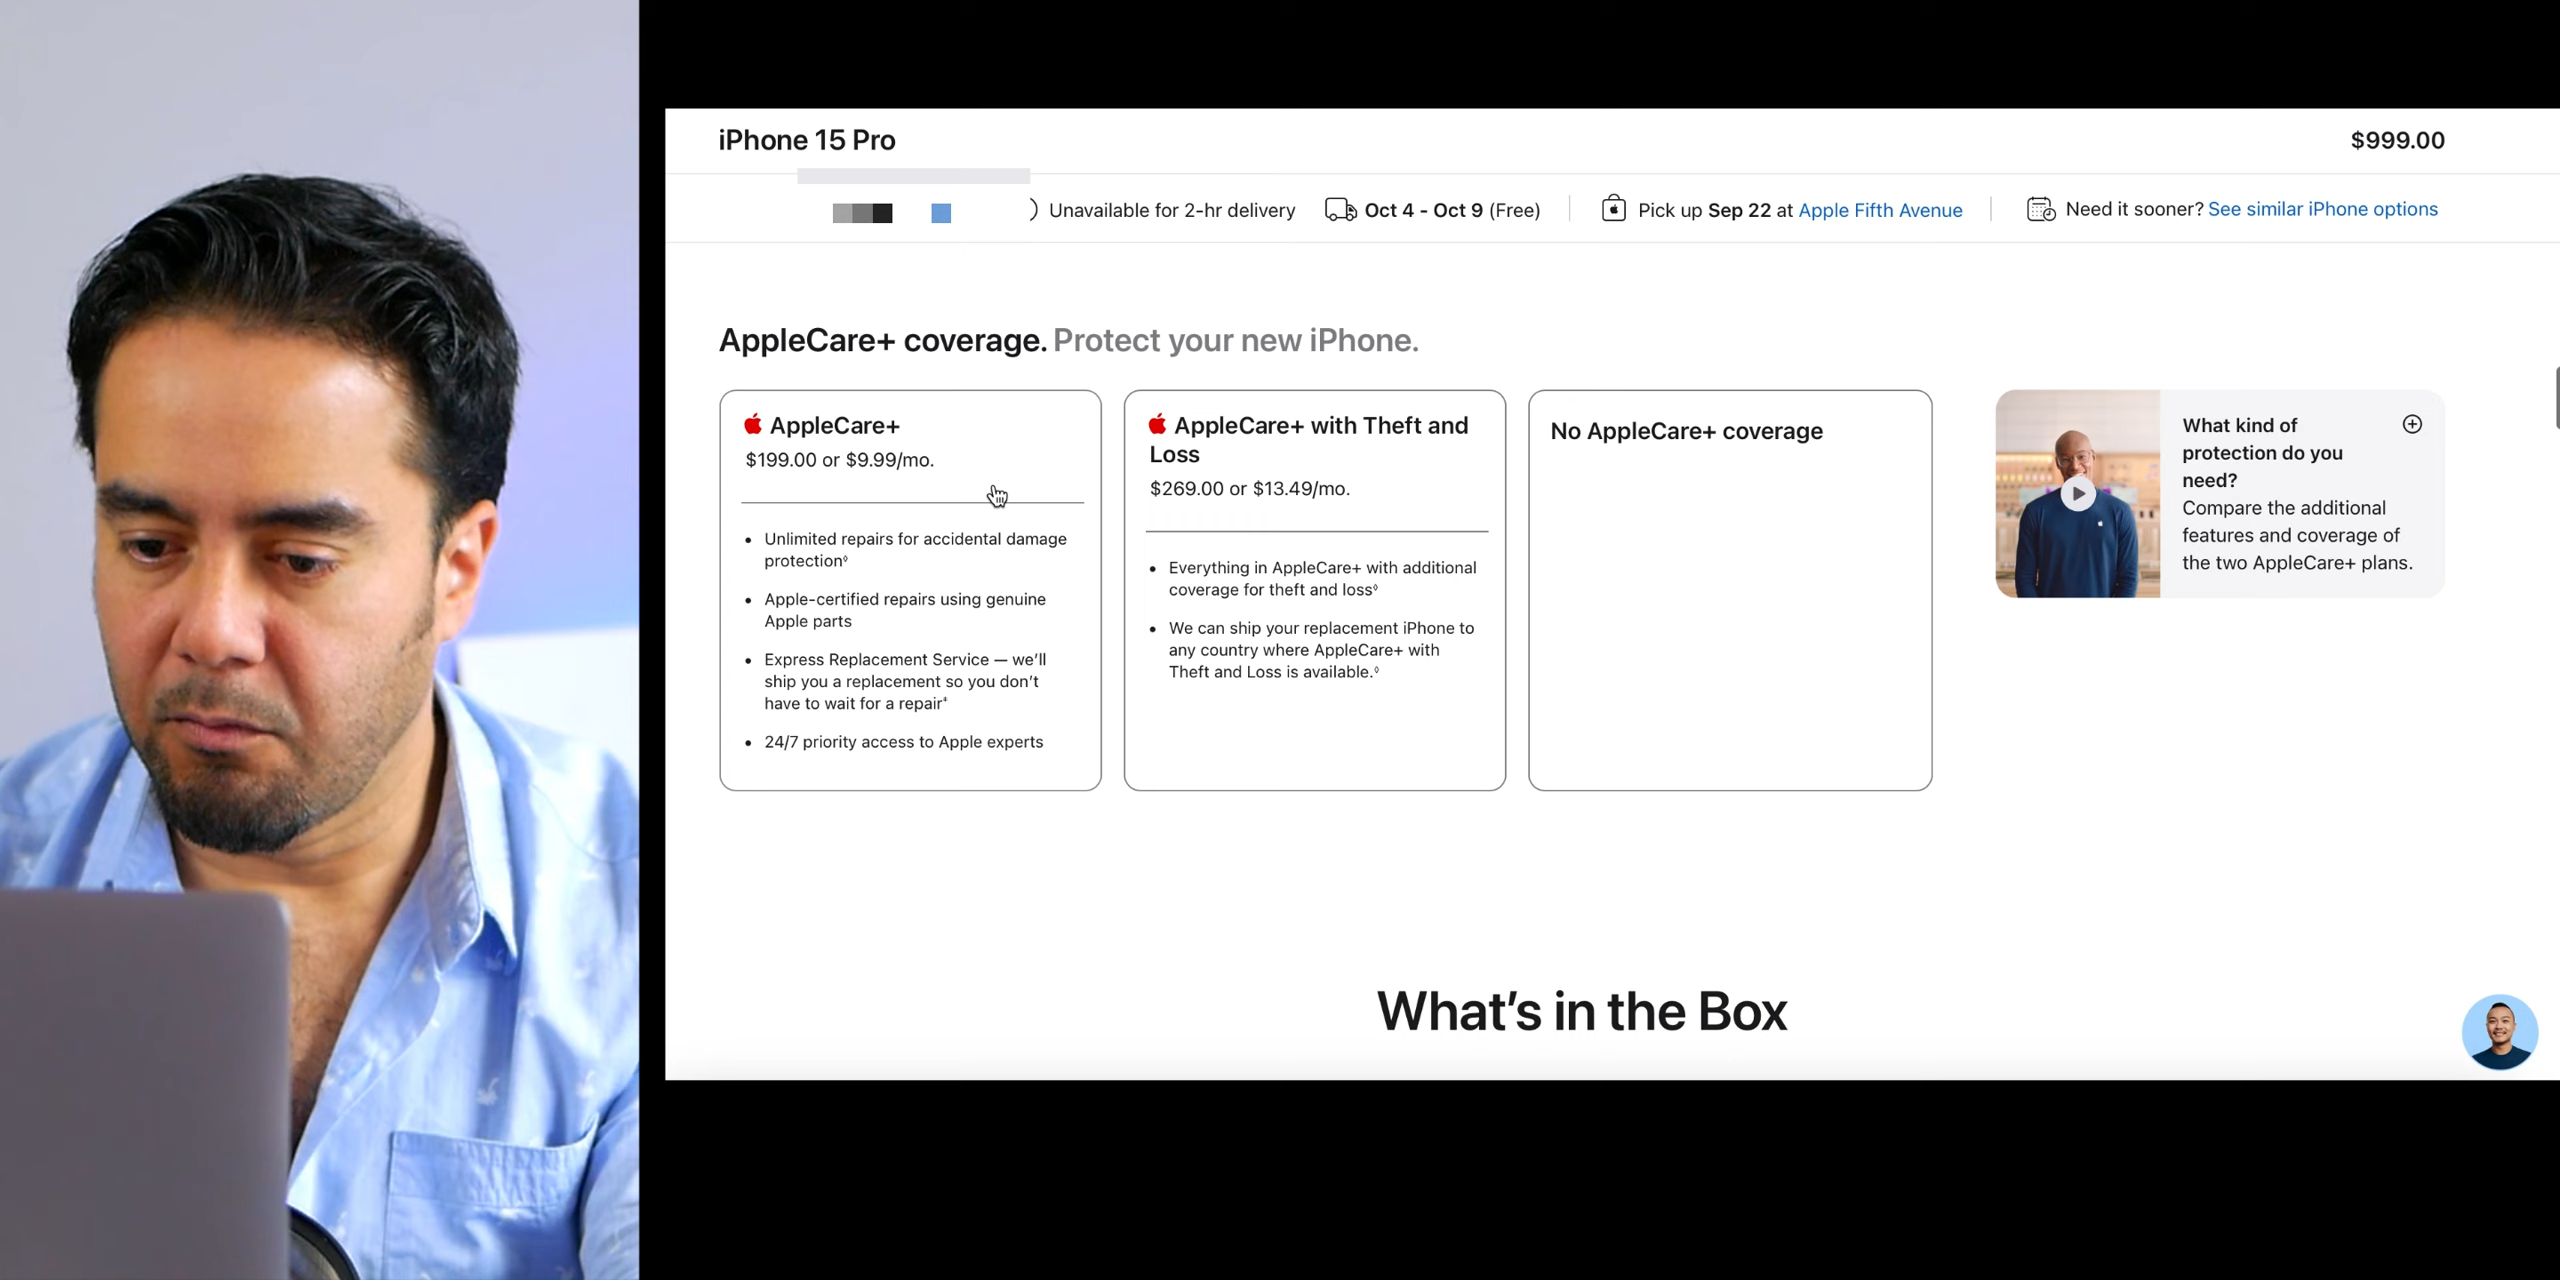 iPhone 15 Pro
$999.00
Unavailable for 2-hr delivery
Oct 4 - Oct 9 (Free)
Pick up Sep 22 at Apple Fifth Avenue
Need it sooner? See similar iPhone options
AppleCare+ coverage. Protect your new iPhone.
AppleCare+
$199.00 or $9.99/mo.
• Unlimited repairs for accidental damage
protection◊
• Apple-certified repairs using genuine
Apple parts
• Express Replacement Service — we’ll
ship you a replacement so you don’t
have to wait for a repair*
• 24/7 priority access to Apple experts
AppleCare+ with Theft and
Loss
$269.00 or $13.49/mo.
• Everything in AppleCare+ with additional
coverage for theft and loss◊
• We can ship your replacement iPhone to
any country where AppleCare+ with
Theft and Loss is available.◊
No AppleCare+ coverage
What kind of
protection do you
need?
Compare the additional
features and coverage of
the two AppleCare+ plans.
What’s in the Box